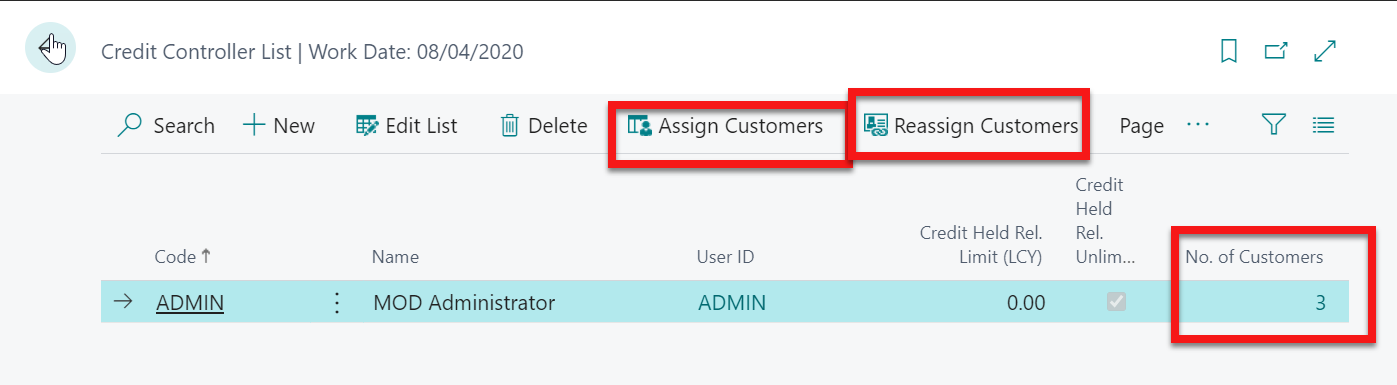 Credit Controller List | Work Date: 08/04/2020
Search New Edit List Delete Assign Customers Reassign Customers Page ...
Credit
Held
Credit Held Rel. Rel.
Code ↑ Name User ID Limit (LCY) Unlim... No. of Customers
→ ADMIN ⋮ MOD Administrator ADMIN 0.00 3